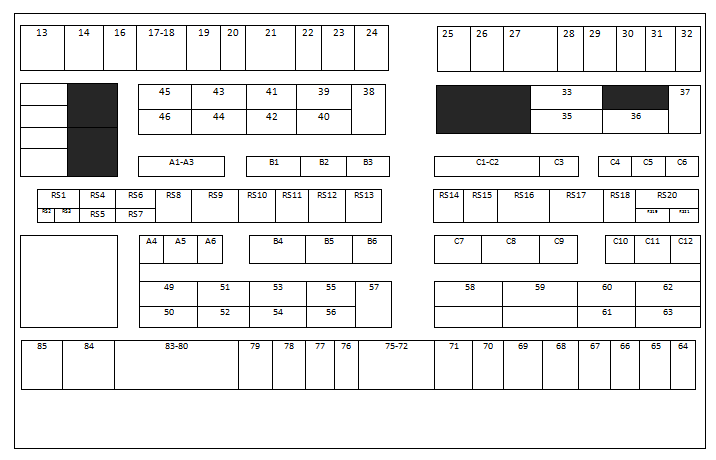 13 14 16 17-18 19 20 21 22 23 24 25 26 27 28 29 30 31 32
45 43 41 39 38 33 37
46 44 42 40 35 36
A1-A3 B1 B2 B3 C1-C2 C3 C4 C5 C6
RS1 RS4 RS6 RS8 RS9 RS10 RS11 RS12 RS13 RS14 RS15 RS16 RS17 RS18 RS20
RS2 RS3 RS5 RS7 RS19 RS21
A4 A5 A6 B4 B5 B6 C7 C8 C9 C10 C11 C12
49 51 53 55 57 58 59 60 62
50 52 54 56 61 63
85 84 83-80 79 78 77 76 75-72 71 70 69 68 67 66 65 64